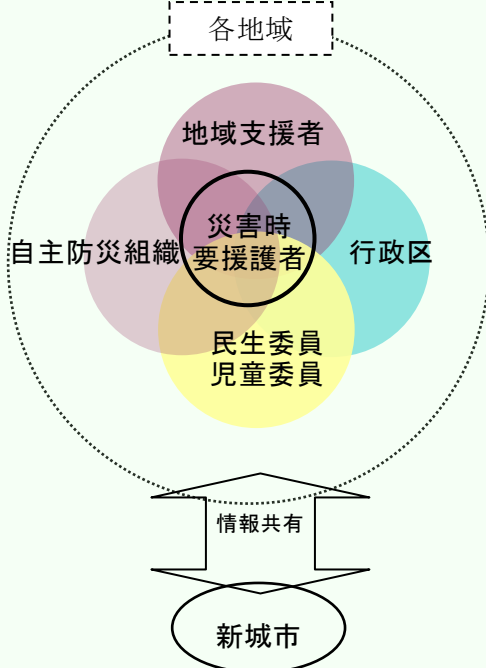 各地域
地域支援者
災害時
要援護者
自主防災組織
行政区
民生委員
児童委員
情報共有
新城市